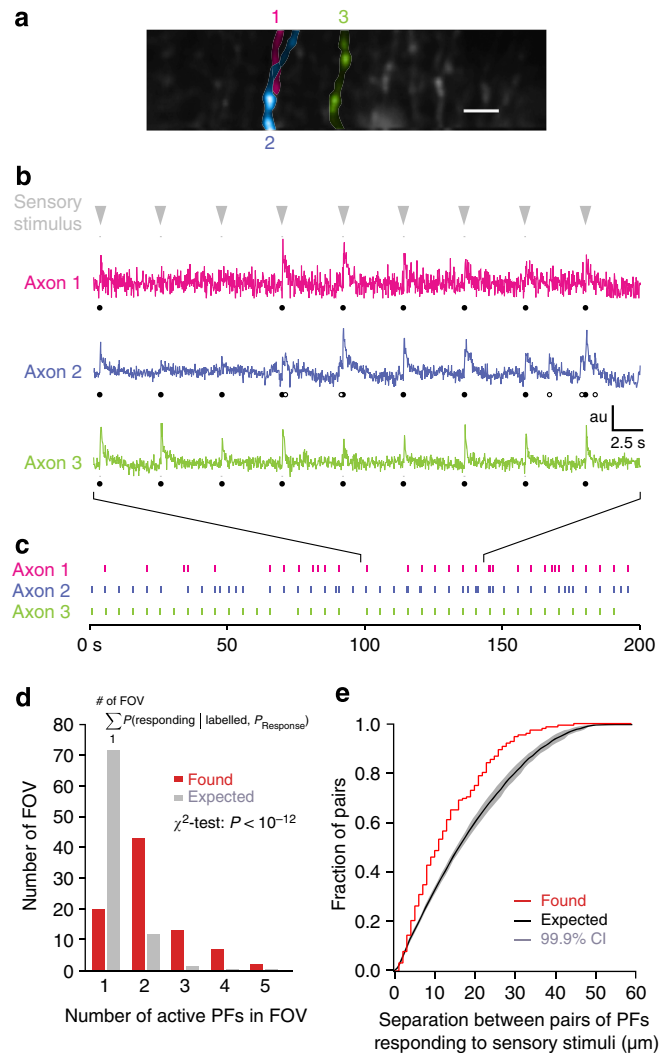 a
1
3
2
b
Sensory
stimulus
Axon 1
Axon 2
au
2.5 s
Axon 3
c
Axon 1
Axon 2
Axon 3
0 s
50
100
150
200
d
# of FOV
∑ P(responding | labelled, P_Response)
1
80
70
60
50
40
30
20
10
0
Number of FOV
Found
Expected
χ²-test: P < 10⁻¹²
1
2
3
4
5
Number of active PFs in FOV
e
1.0
0.8
0.6
0.4
0.2
0.0
Fraction of pairs
Found
Expected
99.9% CI
0
10
20
30
40
50
60
Separation between pairs of PFs
responding to sensory stimuli (μm)